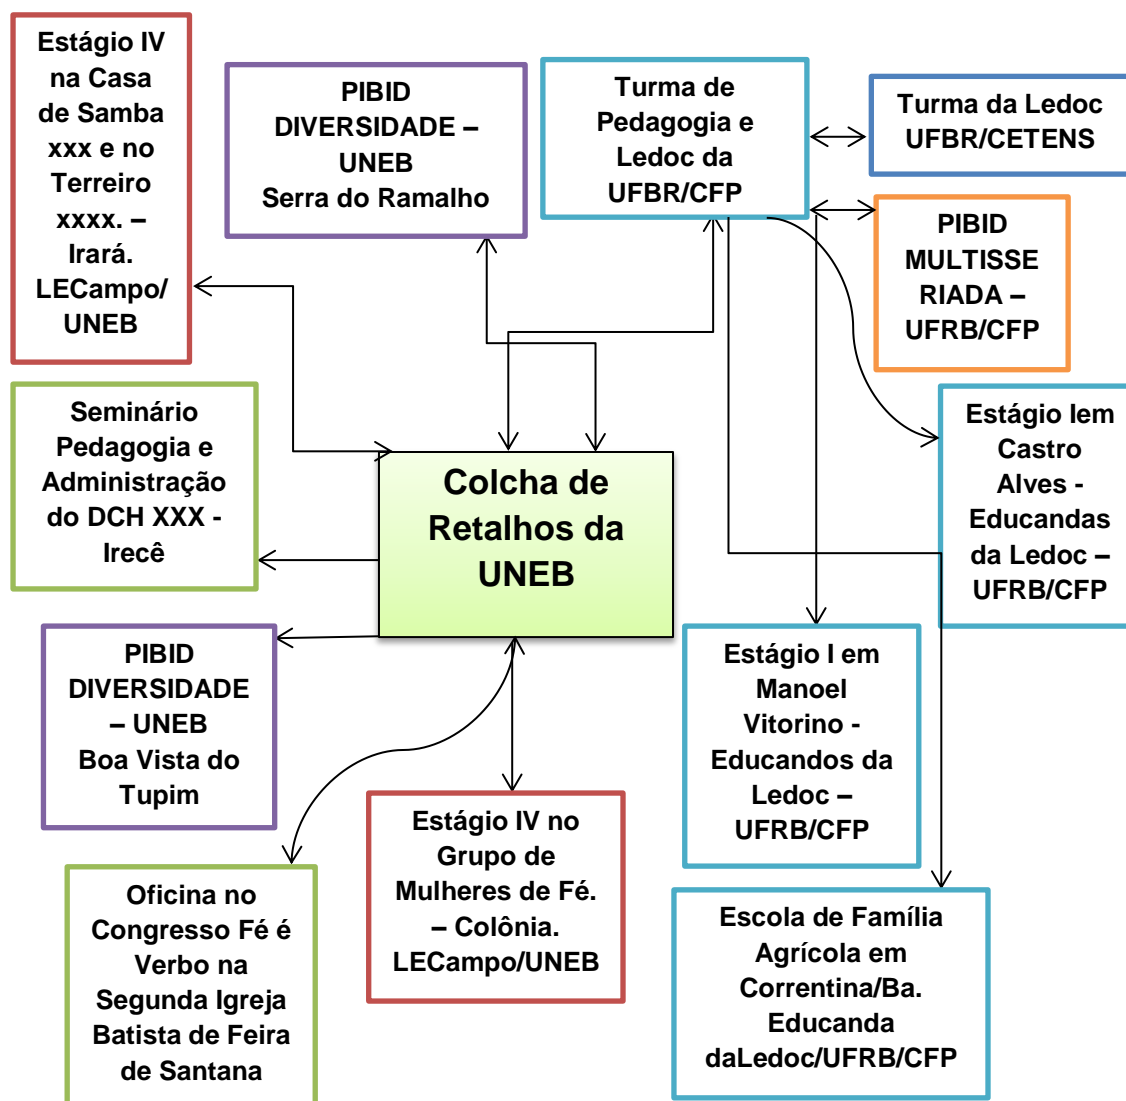 Estágio IV
na Casa
de Samba
xxx e no
Terreiro
xxxx. –
Irará.
LECampo/
UNEB
PIBID
DIVERSIDADE –
UNEB
Serra do Ramalho
Turma de
Pedagogia e
Ledoc da
UFBR/CFP
Turma da Ledoc
UFBR/CETENS
PIBID
MULTISSE
RIADA –
UFRB/CFP
Seminário
Pedagogia e
Administração
do DCH XXX -
Irecê
Colcha de
Retalhos da
UNEB
Estágio Iem
Castro
Alves -
Educandas
da Ledoc –
UFRB/CFP
PIBID
DIVERSIDADE
– UNEB
Boa Vista do
Tupim
Estágio I em
Manoel
Vitorino -
Educandos da
Ledoc –
UFRB/CFP
Oficina no
Congresso Fé é
Verbo na
Segunda Igreja
Batista de Feira
de Santana
Estágio IV no
Grupo de
Mulheres de Fé.
– Colônia.
LECampo/UNEB
Escola de Família
Agrícola em
Correntina/Ba.
Educanda
daLedoc/UFRB/CFP